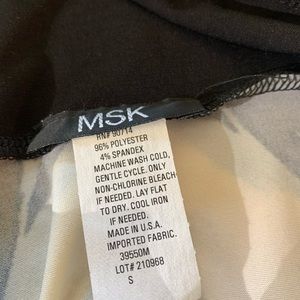 MSK
RN# 90714
96% POLYESTER
4% SPANDEX
MACHINE WASH COLD,
GENTLE CYCLE. ONLY
NON-CHLORINE BLEACH
IF NEEDED. LAY FLAT
TO DRY. COOL IRON
IF NEEDED.
MADE IN U.S.A.
IMPORTED FABRIC.
39550M
LOT# 210968
S